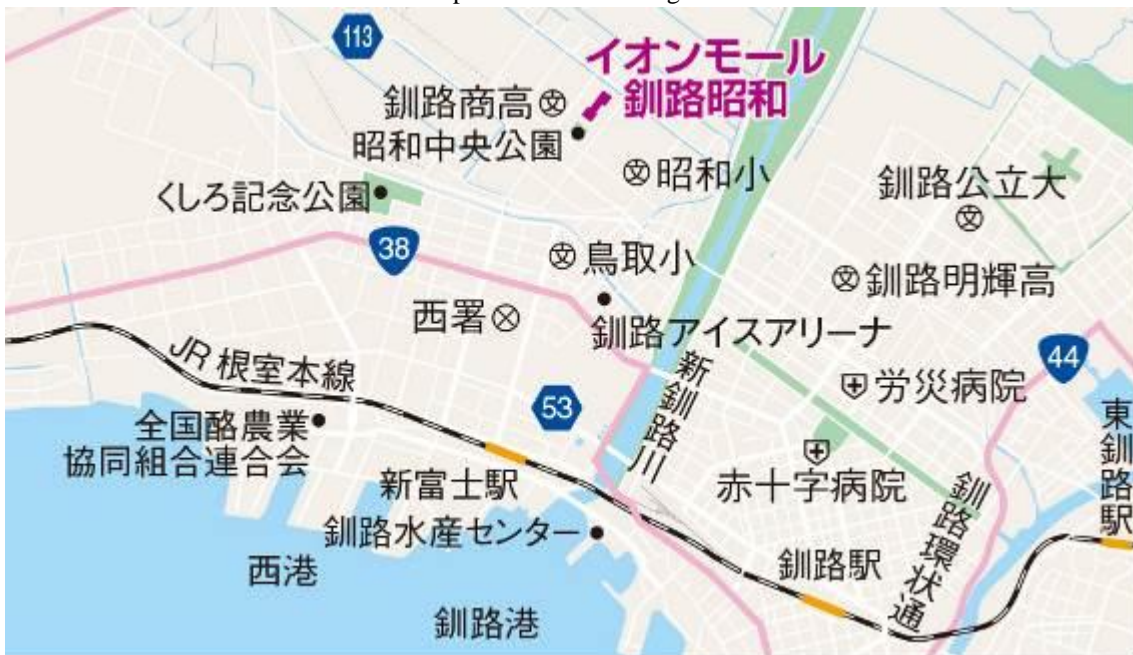 113
イオンモール
釧路昭和
釧路商高
昭和中央公園
昭和小
釧路公立大
くしろ記念公園
38
鳥取小
釧路明輝高
西署
釧路アイスアリーナ
44
JR根室本線
新釧路川
労災病院
53
全国酪農業
協同組合連合会
東釧路駅
新富士駅
赤十字病院
釧路環状通
釧路水産センター
釧路駅
西港
釧路港